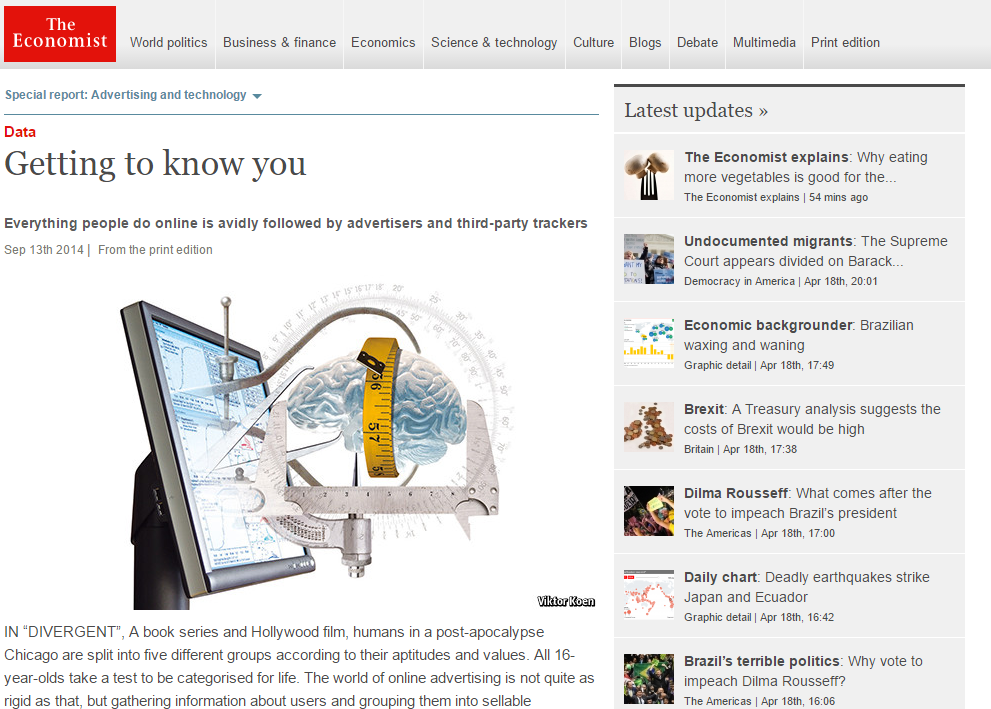 The
Economist
World politics
Business & finance
Economics
Science & technology
Culture
Blogs
Debate
Multimedia
Print edition
Special report: Advertising and technology
Data
Getting to know you
Everything people do online is avidly followed by advertisers and third-party trackers
Sep 13th 2014 | From the print edition
Viktor Koen
IN “DIVERGENT”, A book series and Hollywood film, humans in a post-apocalypse
Chicago are split into five different groups according to their aptitudes and values. All 16-
year-olds take a test to be categorised for life. The world of online advertising is not quite as
rigid as that, but gathering information about users and grouping them into sellable
Latest updates »
The Economist explains: Why eating
more vegetables is good for the...
The Economist explains | 54 mins ago
Undocumented migrants: The Supreme
Court appears divided on Barack...
Democracy in America | Apr 18th, 20:01
Economic backgrounder: Brazilian
waxing and waning
Graphic detail | Apr 18th, 17:49
Brexit: A Treasury analysis suggests the
costs of Brexit would be high
Britain | Apr 18th, 17:38
Dilma Rousseff: What comes after the
vote to impeach Brazil’s president
The Americas | Apr 18th, 17:00
Daily chart: Deadly earthquakes strike
Japan and Ecuador
Graphic detail | Apr 18th, 16:42
Brazil’s terrible politics: Why vote to
impeach Dilma Rousseff?
The Americas | Apr 18th, 16:06